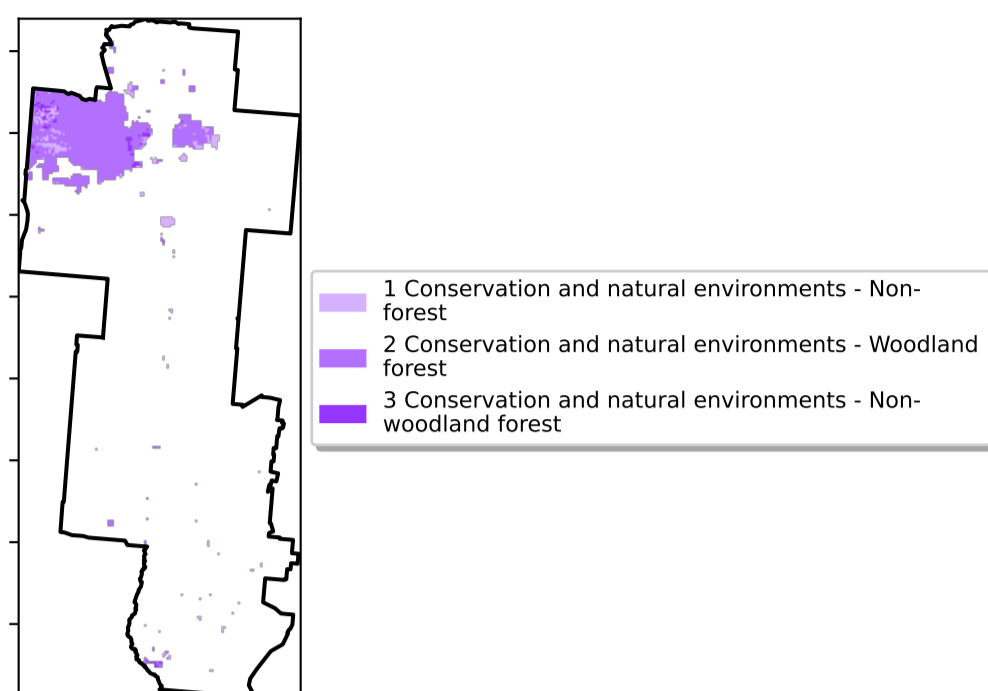 1 Conservation and natural environments - Non-
forest
2 Conservation and natural environments - Woodland
forest
3 Conservation and natural environments - Non-
woodland forest